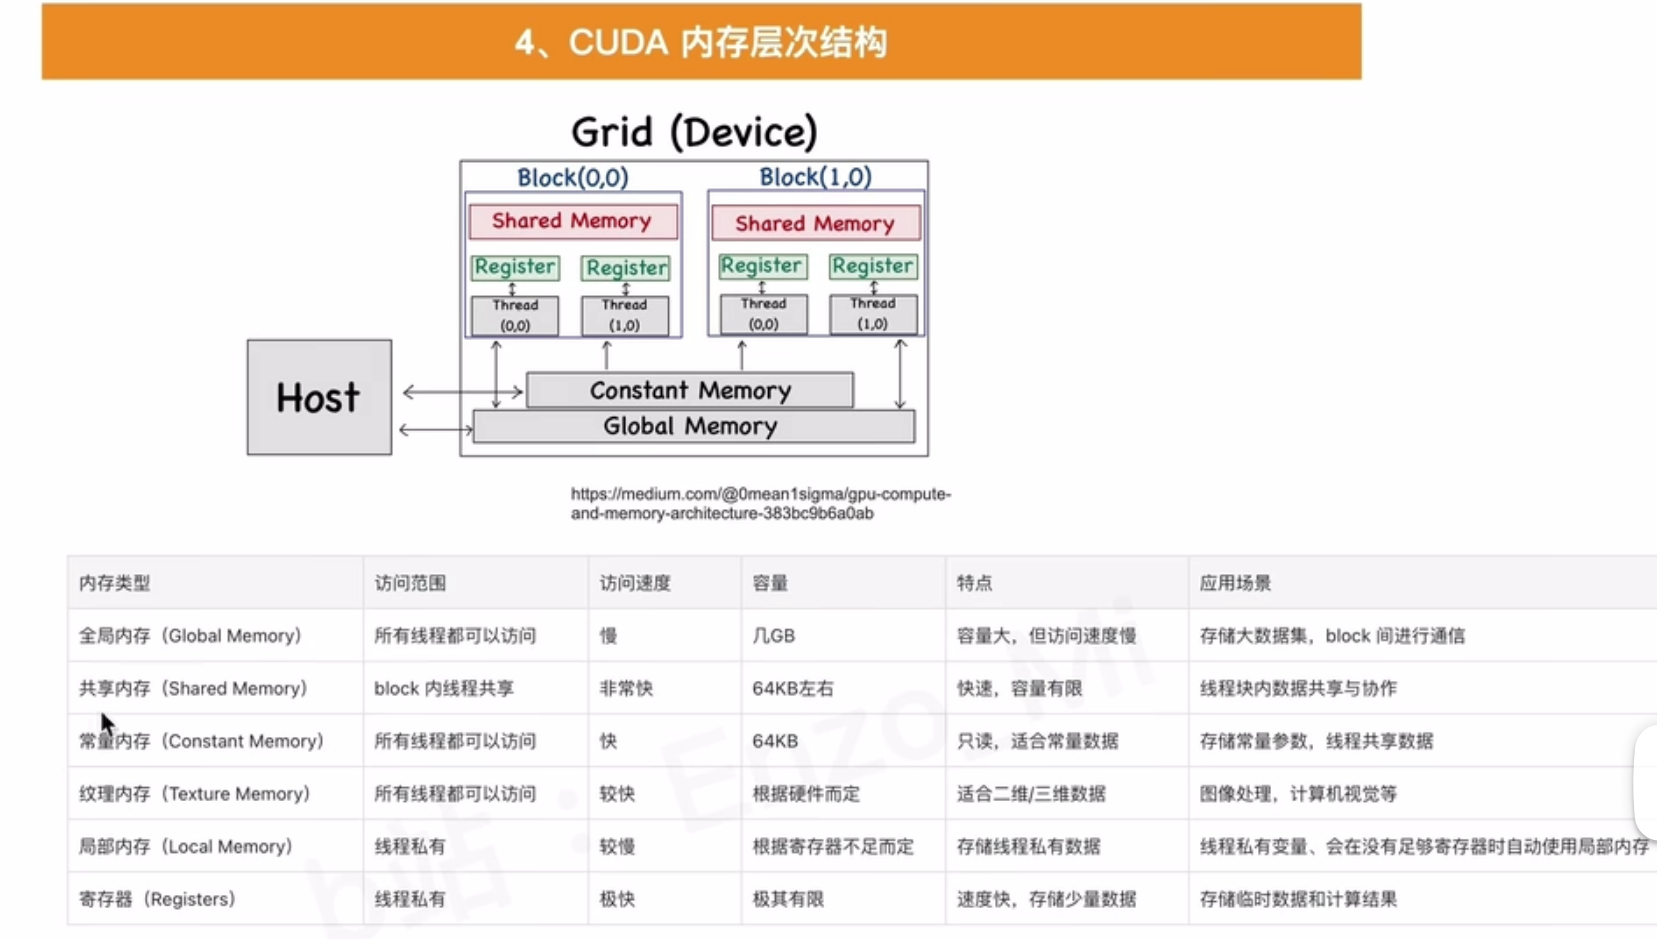 4、CUDA 内存层次结构
Grid (Device)
Block(0,0) Block(1,0)
Shared Memory Shared Memory
Register Register Register Register
Thread Thread Thread Thread
(0,0) (1,0) (0,0) (1,0)
Host
Constant Memory
Global Memory
https://medium.com/@0mean1sigma/gpu-compute-
and-memory-architecture-383bc9b6a0ab
内存类型 访问范围 访问速度 容量 特点 应用场景
全局内存（Global Memory） 所有线程都可以访问 慢 几GB 容量大，但访问速度慢 存储大数据集，block 间进行通信
共享内存（Shared Memory） block 内线程共享 非常快 64KB左右 快速，容量有限 线程块内数据共享与协作
常量内存（Constant Memory） 所有线程都可以访问 快 64KB 只读，适合常量数据 存储常量参数，线程共享数据
纹理内存（Texture Memory） 所有线程都可以访问 较快 根据硬件而定 适合二维/三维数据 图像处理，计算机视觉等
局部内存（Local Memory） 线程私有 较慢 根据寄存器不足而定 存储线程私有数据 线程私有变量、会在没有足够寄存器时自动使用局部内存
寄存器（Registers） 线程私有 极快 极其有限 速度快，存储少量数据 存储临时数据和计算结果
b站：Enzo_Mi